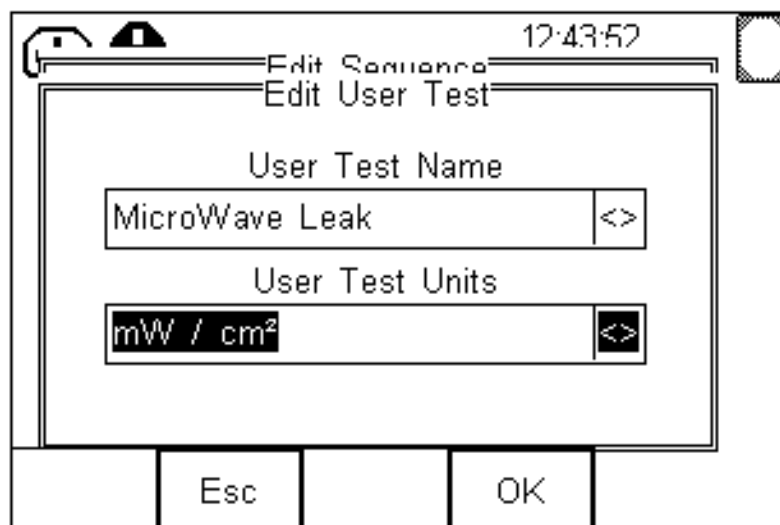 12:43:52
Edit Sequence
Edit User Test
User Test Name
MicroWave Leak <>
User Test Units
mW / cm² <>
Esc OK